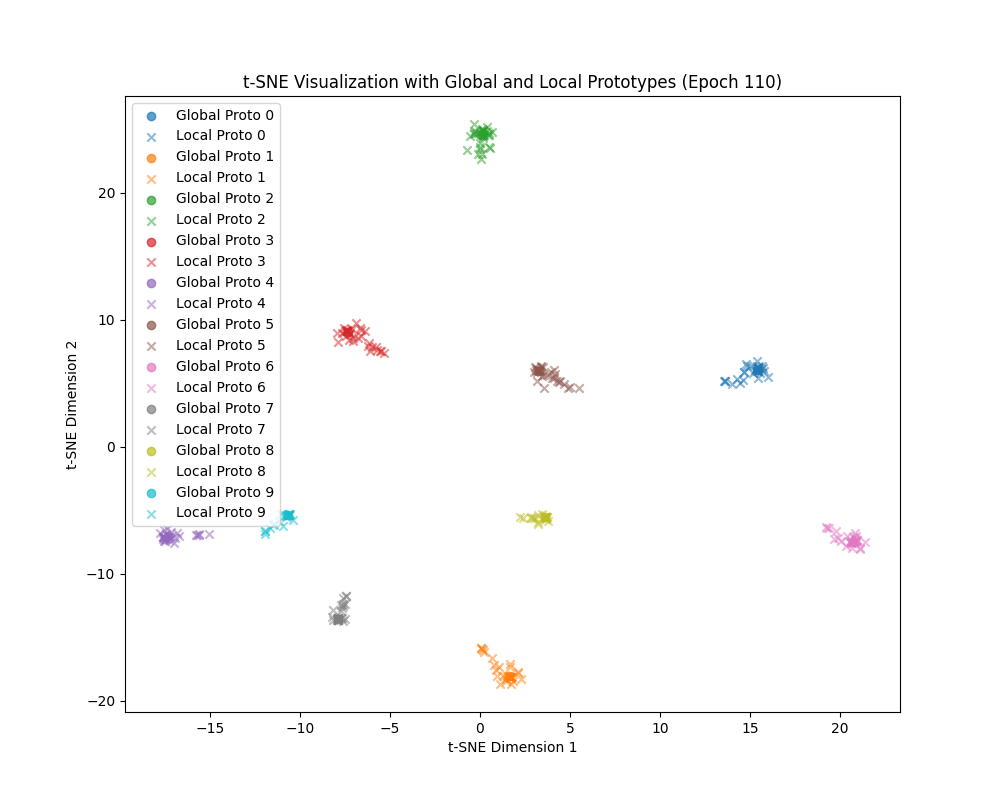 t-SNE Visualization with Global and Local Prototypes (Epoch 110)
Global Proto 0
Local Proto 0
Global Proto 1
Local Proto 1
Global Proto 2
Local Proto 2
Global Proto 3
Local Proto 3
Global Proto 4
Local Proto 4
Global Proto 5
Local Proto 5
Global Proto 6
Local Proto 6
Global Proto 7
Local Proto 7
Global Proto 8
Local Proto 8
Global Proto 9
Local Proto 9
t-SNE Dimension 2
20
10
0
−10
−20
−15
−10
−5
0
5
10
15
20
t-SNE Dimension 1